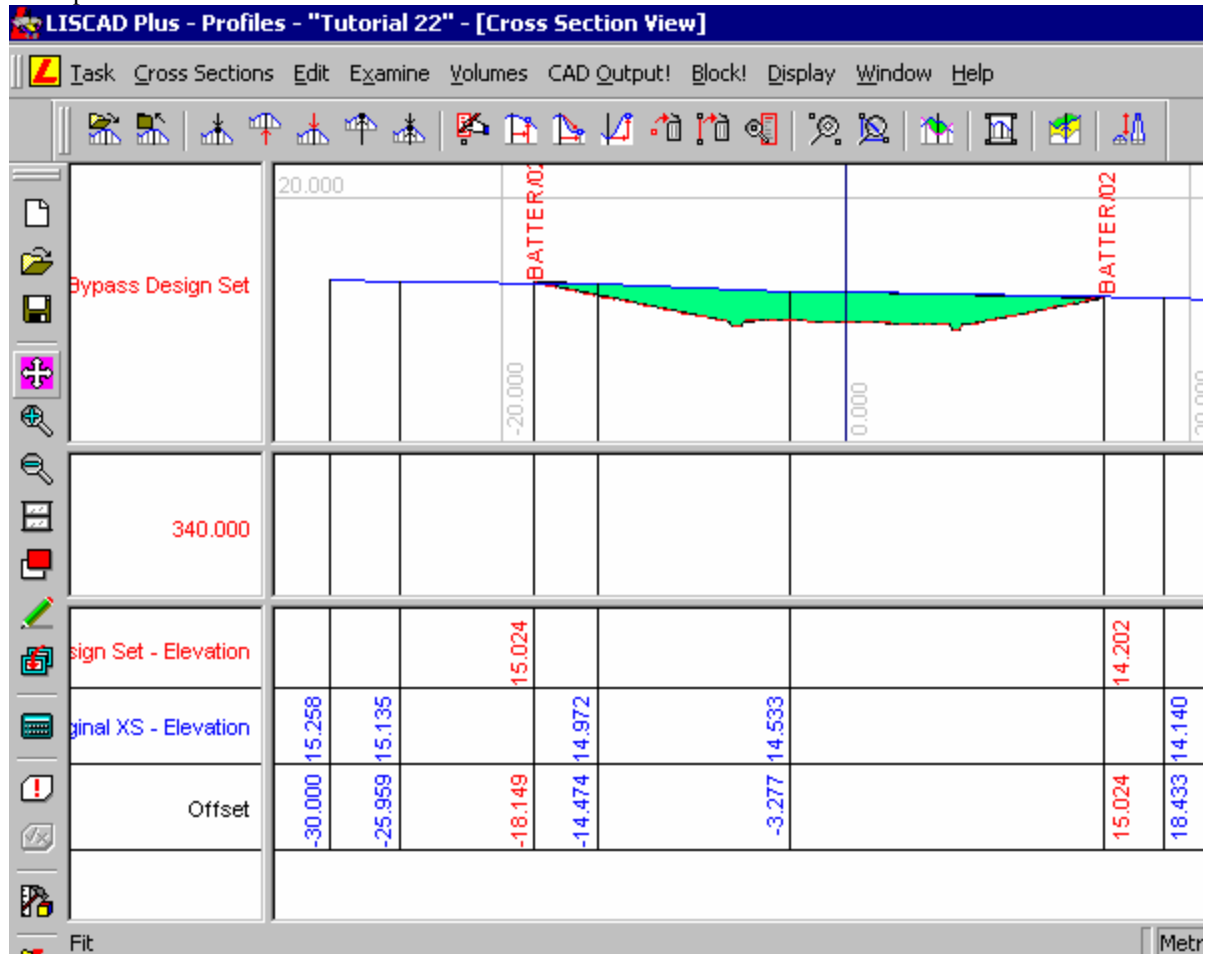 LISCAD Plus - Profiles - "Tutorial 22" - [Cross Section View]
Task Cross Sections Edit Examine Volumes CAD Output! Block! Display Window Help
20.000
BATTER/02
BATTER/02
Bypass Design Set
-20.000
0.000
20.000
340.000
sign Set - Elevation
15.024
14.202
ginal XS - Elevation
15.258
15.135
14.972
14.533
14.140
Offset
-30.000
-25.959
-18.149
-14.474
-3.277
15.024
18.433
Fit
Metr